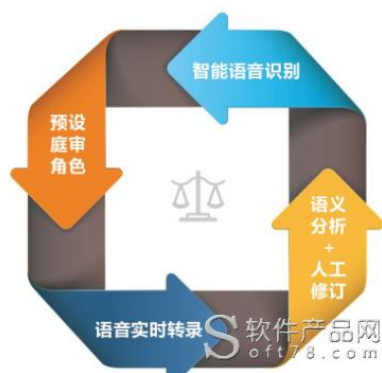 智能语音识别
预设
庭审
角色
语义
分析
+
人工
修订
语音实时转录
软件产品网
Soft78.com